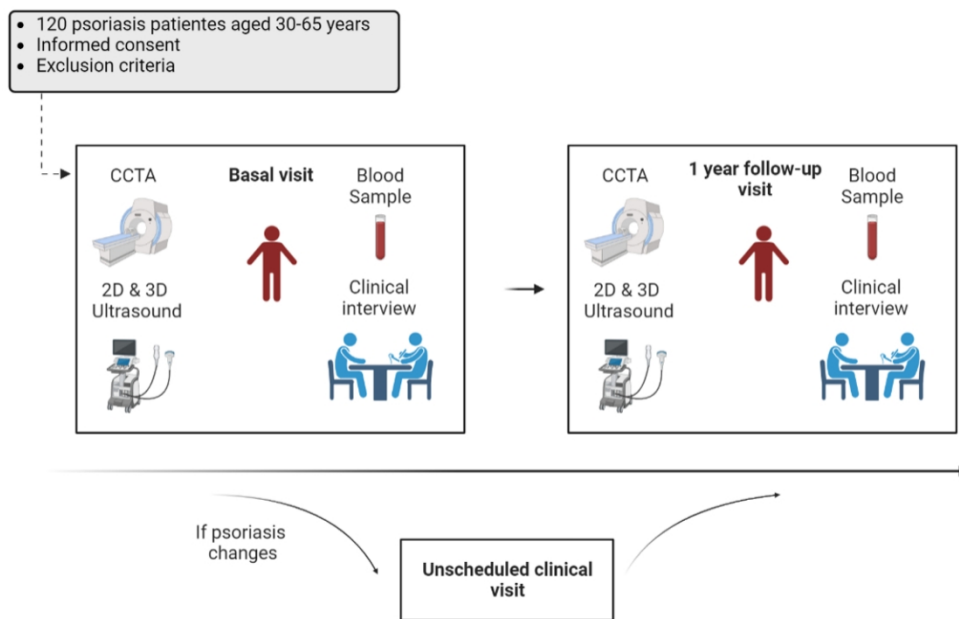 • 120 psoriasis patientes aged 30-65 years
• Informed consent
• Exclusion criteria
CCTA
Basal visit
Blood
Sample
2D & 3D
Ultrasound
Clinical
interview
CCTA
1 year follow-up
visit
Blood
Sample
2D & 3D
Ultrasound
Clinical
interview
If psoriasis
changes
Unscheduled clinical
visit